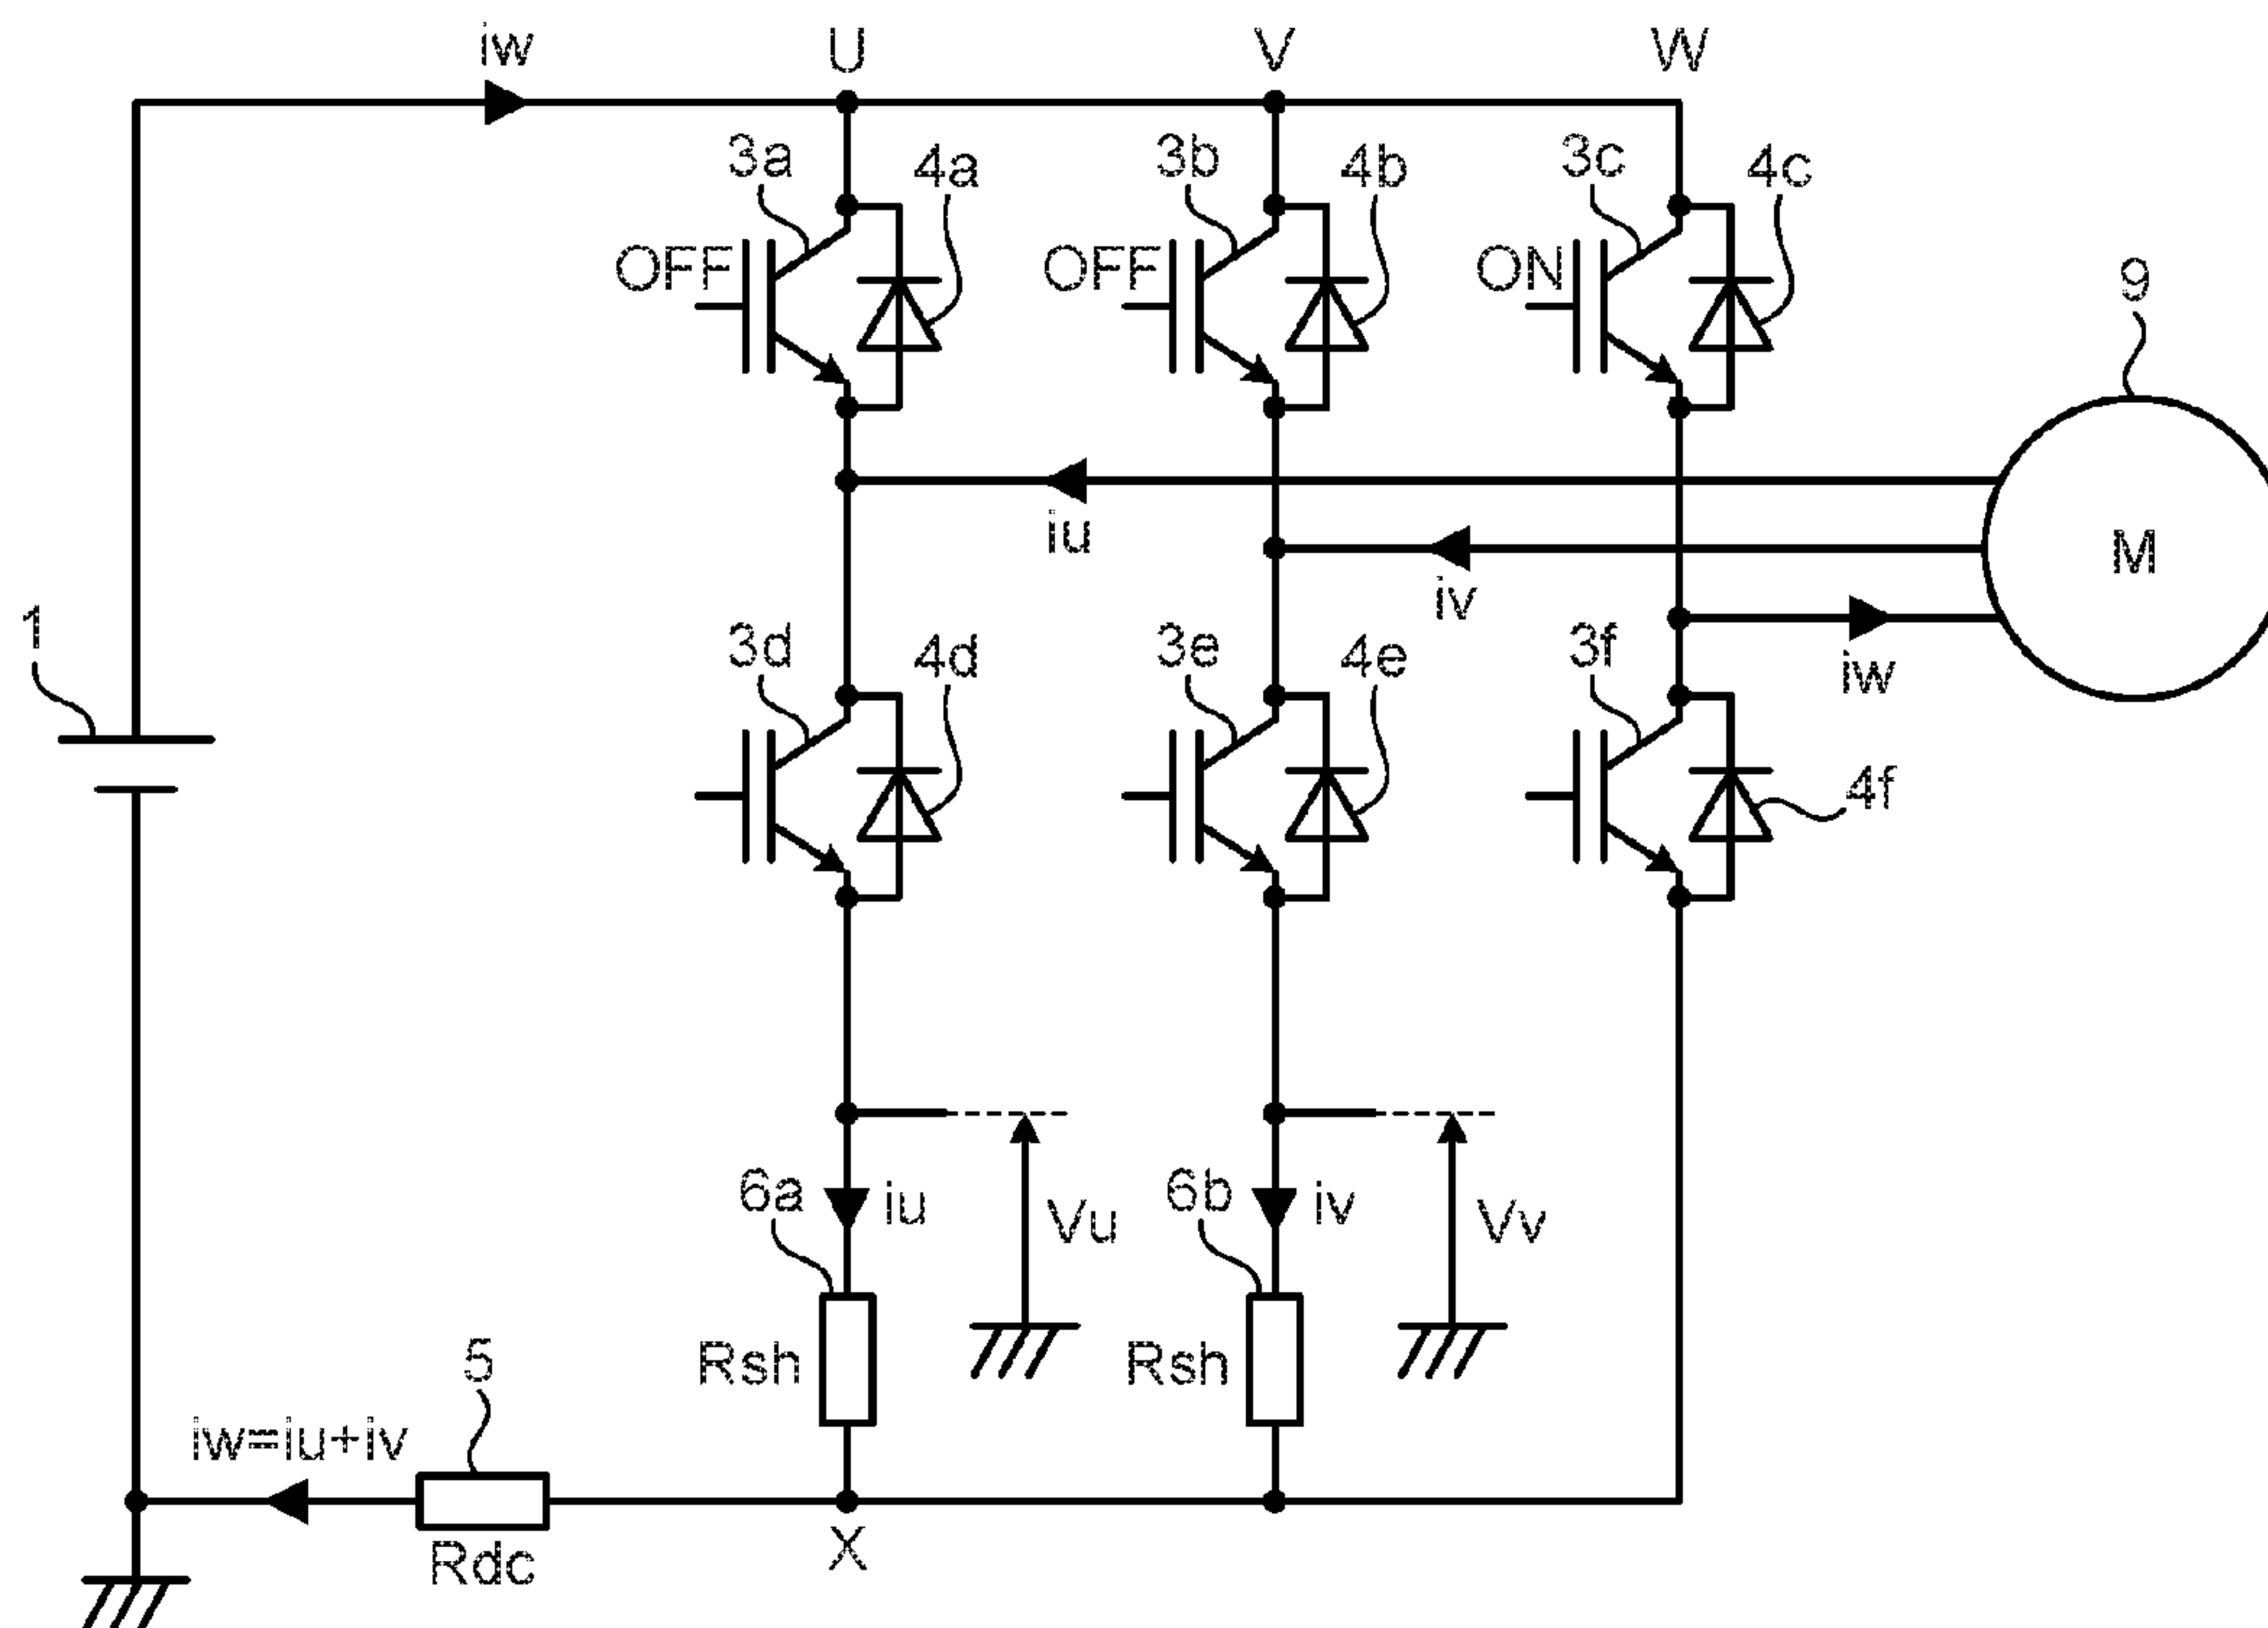 iw U V W
3a 4a 3b 4b 3c 4c
OFF OFF ON 9
iu
iv
M
1 3d 4d 3e 4e 3f iw
4f
6a iu Vu 6b iv Vv
5 Rsh Rsh
iw=iu+iv
Rdc X